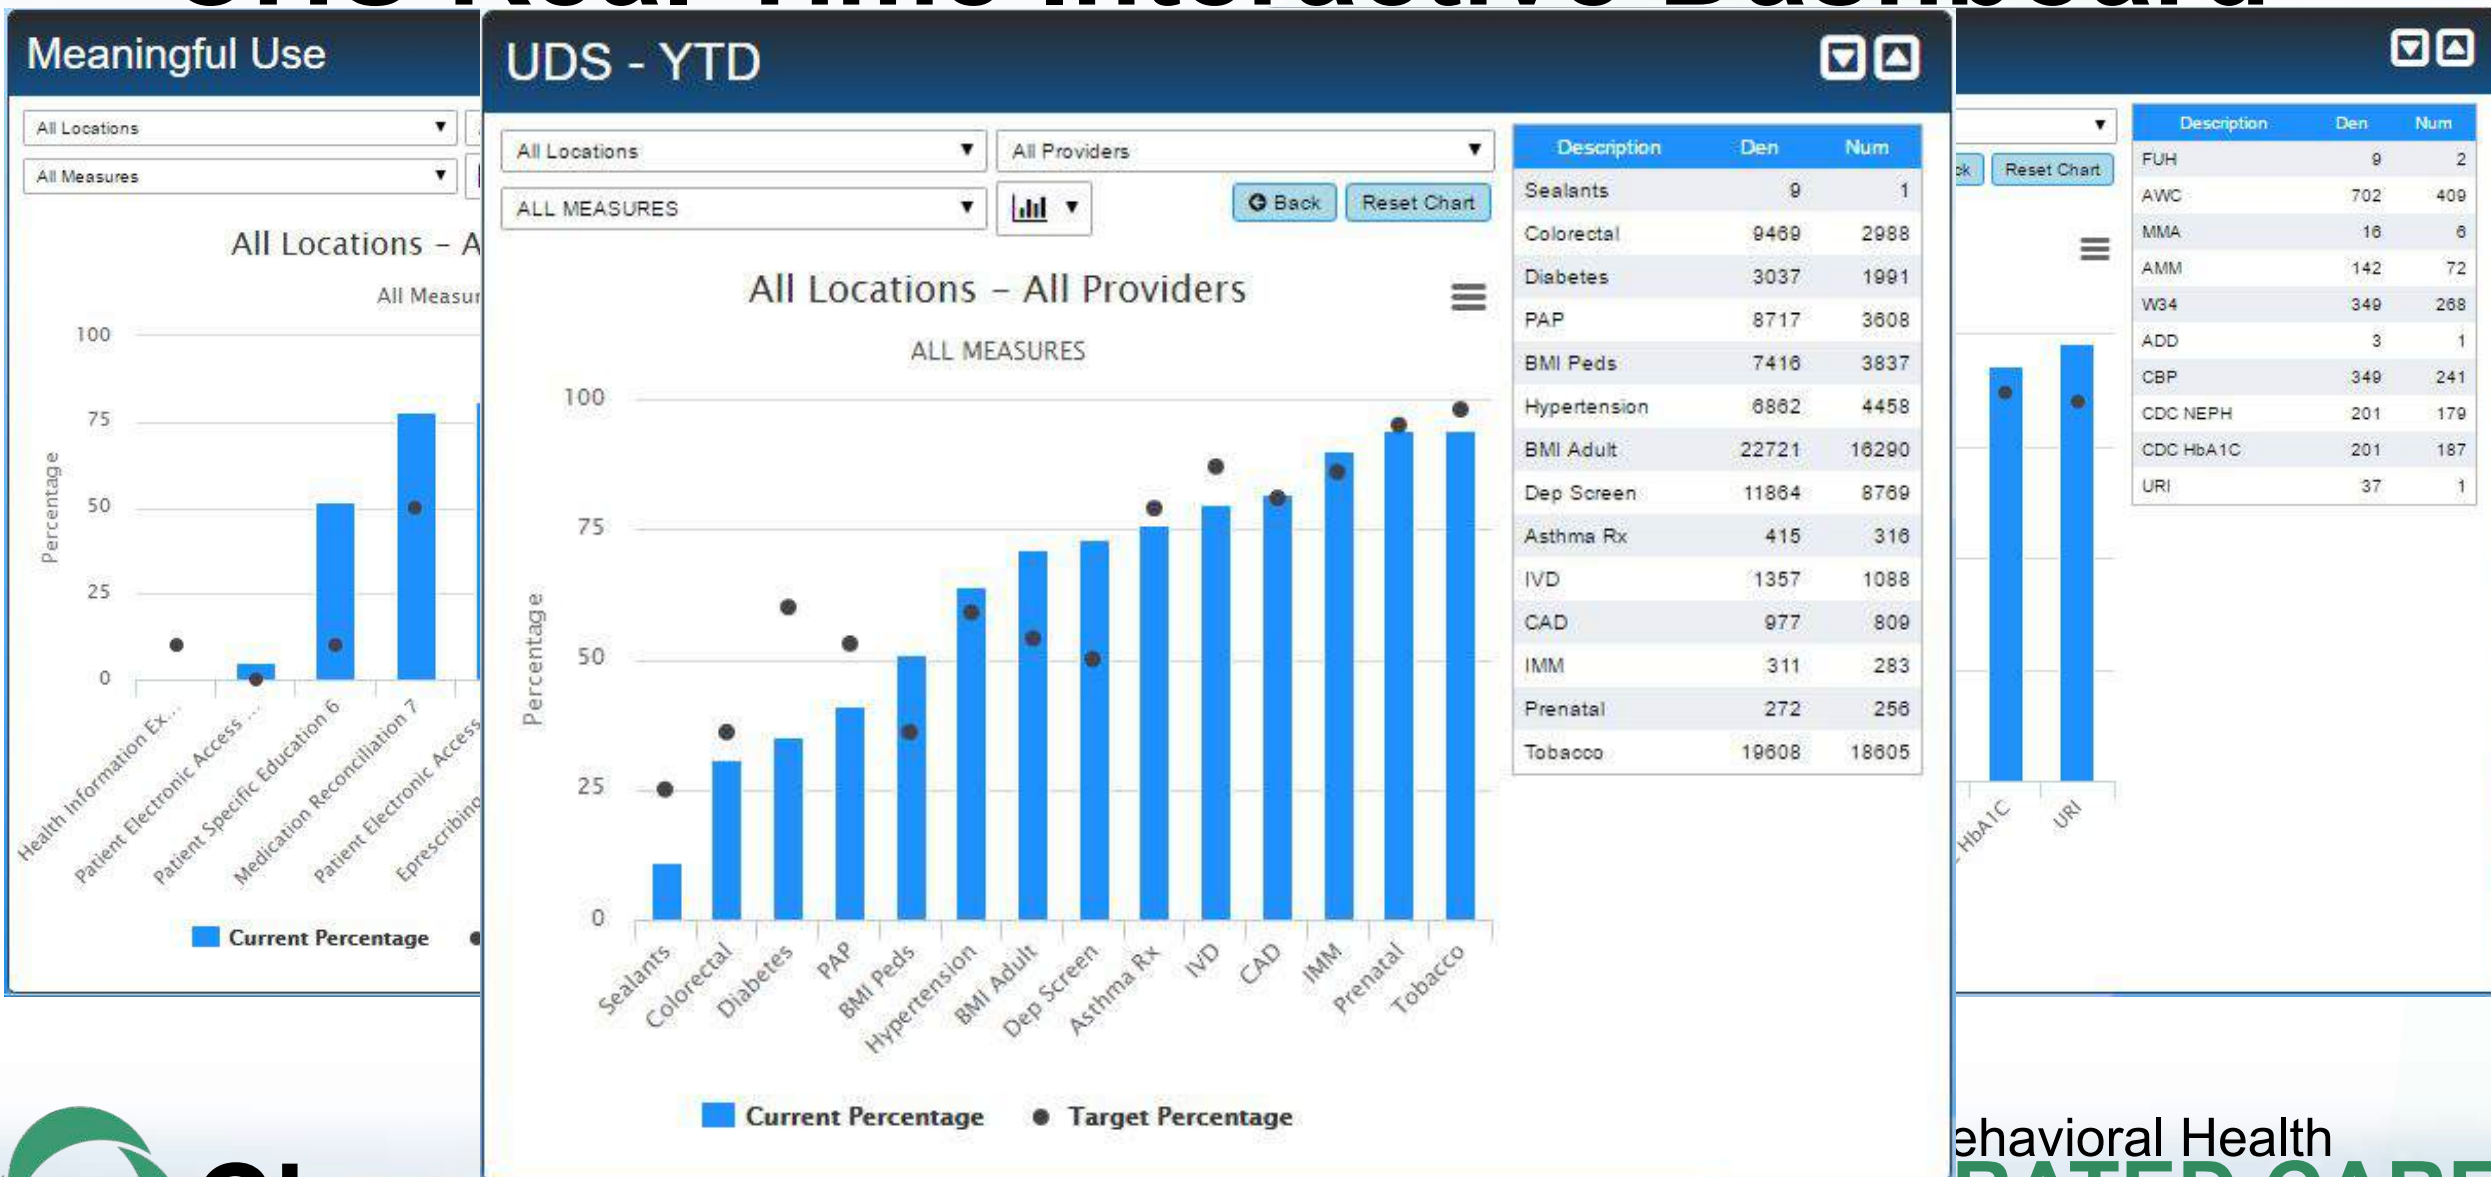 Real Time Interactive Dashboard
Meaningful Use
All Locations
All Measures
All Locations – A
All Measur
100
75
50
25
0
Percentage
Health Information Ex...
Patient Electronic Access ...
Patient Specific Education 6
Medication Reconciliation 7
Patient Electronic Access
Eprescribing
Current Percentage
UDS - YTD
All Locations
All Providers
ALL MEASURES
Back
Reset Chart
All Locations – All Providers
ALL MEASURES
100
75
50
25
0
Percentage
Sealants
Colorectal
Diabetes
PAP
BMI Peds
Hypertension
BMI Adult
Dep Screen
Asthma Rx
IVD
CAD
IMM
Prenatal
Tobacco
Current Percentage
Target Percentage
Description Den Num
Sealants 9 1
Colorectal 9469 2988
Diabetes 3037 1991
PAP 8717 3608
BMI Peds 7416 3837
Hypertension 6862 4458
BMI Adult 22721 16290
Dep Screen 11864 8769
Asthma Rx 415 316
IVD 1357 1088
CAD 977 809
IMM 311 283
Prenatal 272 256
Tobacco 19608 18605
ck
Reset Chart
HbA1C
URI
Description Den Num
FUH 9 2
AWC 702 409
MMA 16 6
AMM 142 72
W34 349 268
ADD 3 1
CBP 349 241
CDC NEPH 201 179
CDC HbA1C 201 187
URI 37 1
ehavioral Health
RATED CARE